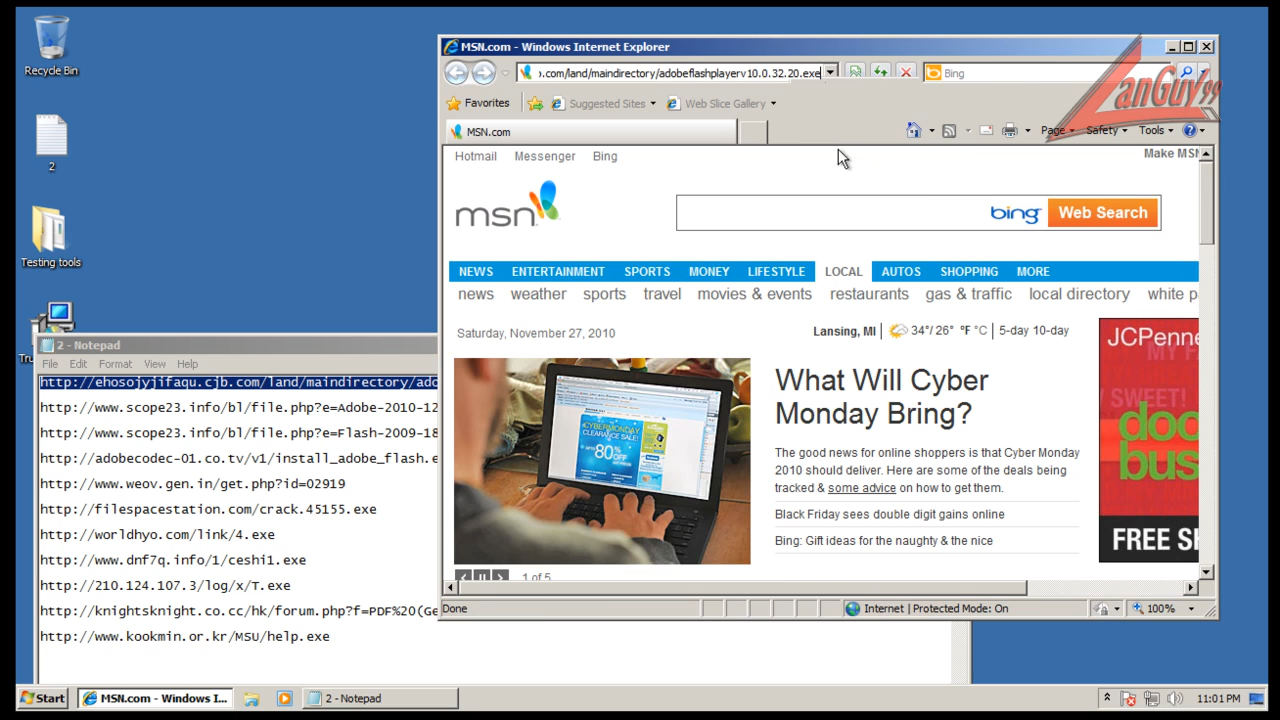 Recycle Bin
2
Testing tools
MSN.com - Windows Internet Explorer
.com/land/maindirectory/adobeflashplayerv10.0.32.20.exe
Bing
Favorites
Suggested Sites
Web Slice Gallery
anGuy99
MSN.com
Page
Safety
Tools
Hotmail
Messenger
Bing
Make MSN
msn
bing
Web Search
NEWS
ENTERTAINMENT
SPORTS
MONEY
LIFESTYLE
LOCAL
AUTOS
SHOPPING
MORE
news
weather
sports
travel
movies & events
restaurants
gas & traffic
local directory
white p
Saturday, November 27, 2010
Lansing, MI
34°/ 26°
°F °C
5-day 10-day
What Will Cyber
Monday Bring?
The good news for online shoppers is that Cyber Monday
2010 should deliver. Here are some of the deals being
tracked & some advice on how to get them.
Black Friday sees double digit gains online
Bing: Gift ideas for the naughty & the nice
CYBERMONDAY
CLEARANCE SALE!
80%
OFF
1 of 5
JCPenne
SWEET!
doo
bus
FREE SH
Done
Internet | Protected Mode: On
100%
2 - Notepad
File
Edit
Format
View
Help
http://ehosojyjifaqu.cjb.com/land/maindirectory/ado
http://www.scope23.info/bl/file.php?e=Adobe-2010-12
http://www.scope23.info/bl/file.php?e=Flash-2009-18
http://adobecodec-01.co.tv/v1/install_adobe_flash.e
http://www.weov.gen.in/get.php?id=02919
http://filespacestation.com/crack.45155.exe
http://worldhyo.com/link/4.exe
http://www.dnf7q.info/1/ceshi1.exe
http://210.124.107.3/log/x/T.exe
http://knightsknight.co.cc/hk/forum.php?f=PDF%20(Ge
http://www.kookmin.or.kr/MSU/help.exe
Start
MSN.com - Windows I...
2 - Notepad
11:01 PM